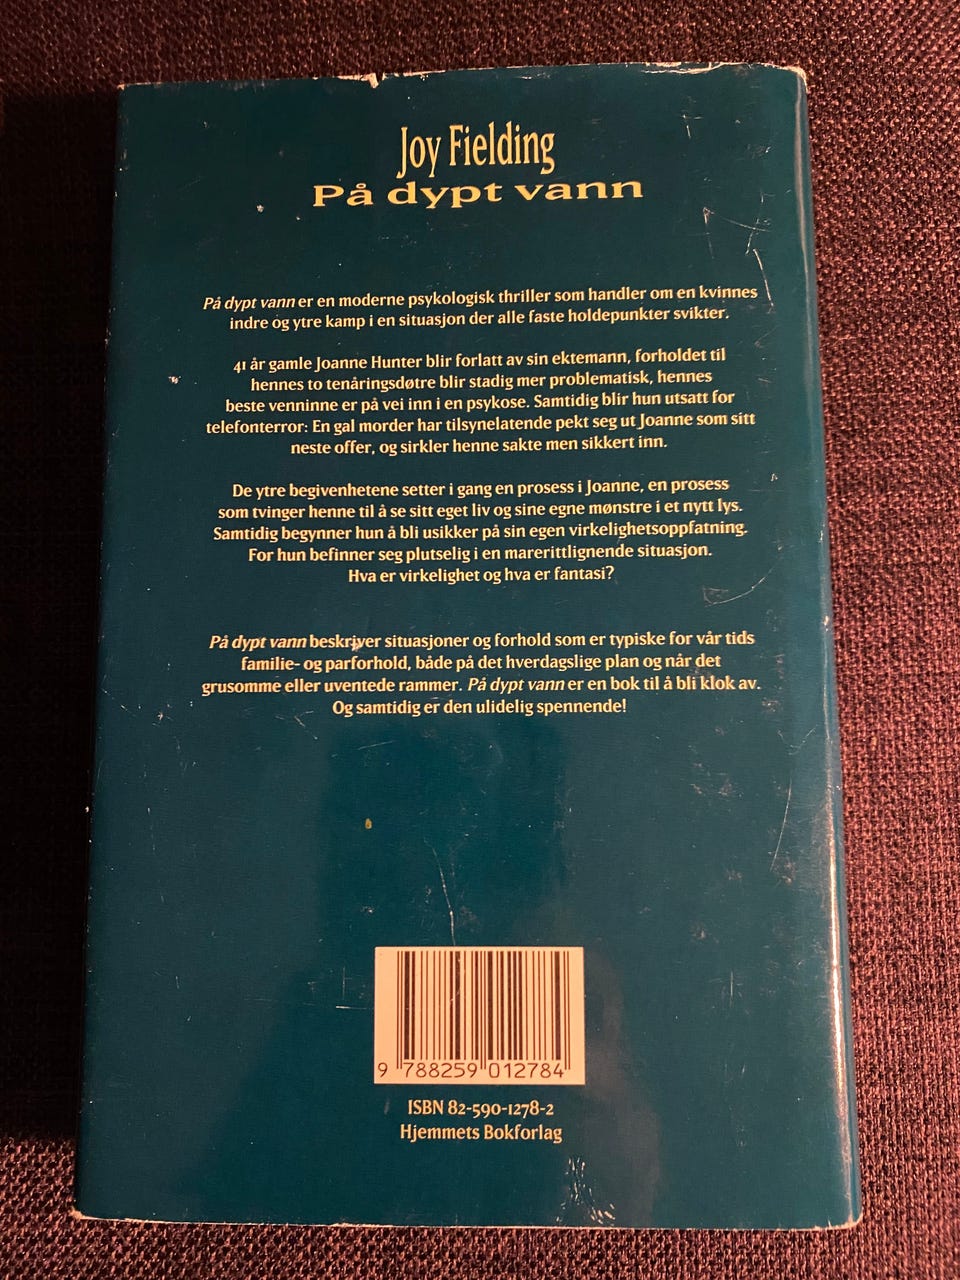 Joy Fielding
På dypt vann
På dypt vann er en moderne psykologisk thriller som handler om en kvinnes
indre og ytre kamp i en situasjon der alle faste holdepunkter svikter.
41 år gamle Joanne Hunter blir forlatt av sin ektemann, forholdet til
hennes to tenåringsdøtre blir stadig mer problematisk, hennes
beste venninne er på vei inn i en psykose. Samtidig blir hun utsatt for
telefonterror: En gal morder har tilsynelatende pekt seg ut Joanne som sitt
neste offer, og sirkler henne sakte men sikkert inn.
De ytre begivenhetene setter i gang en prosess i Joanne, en prosess
som tvinger henne til å se sitt eget liv og sine egne mønstre i et nytt lys.
Samtidig begynner hun å bli usikker på sin egen virkelighetsoppfatning.
For hun befinner seg plutselig i en marerittlignende situasjon.
Hva er virkelighet og hva er fantasi?
På dypt vann beskriver situasjoner og forhold som er typiske for vår tids
familie- og parforhold, både på det hverdagslige plan og når det
grusomme eller uventede rammer. På dypt vann er en bok til å bli klok av.
Og samtidig er den ulidelig spennende!
9 788259 012784
ISBN 82-590-1278-2
Hjemmets Bokforlag